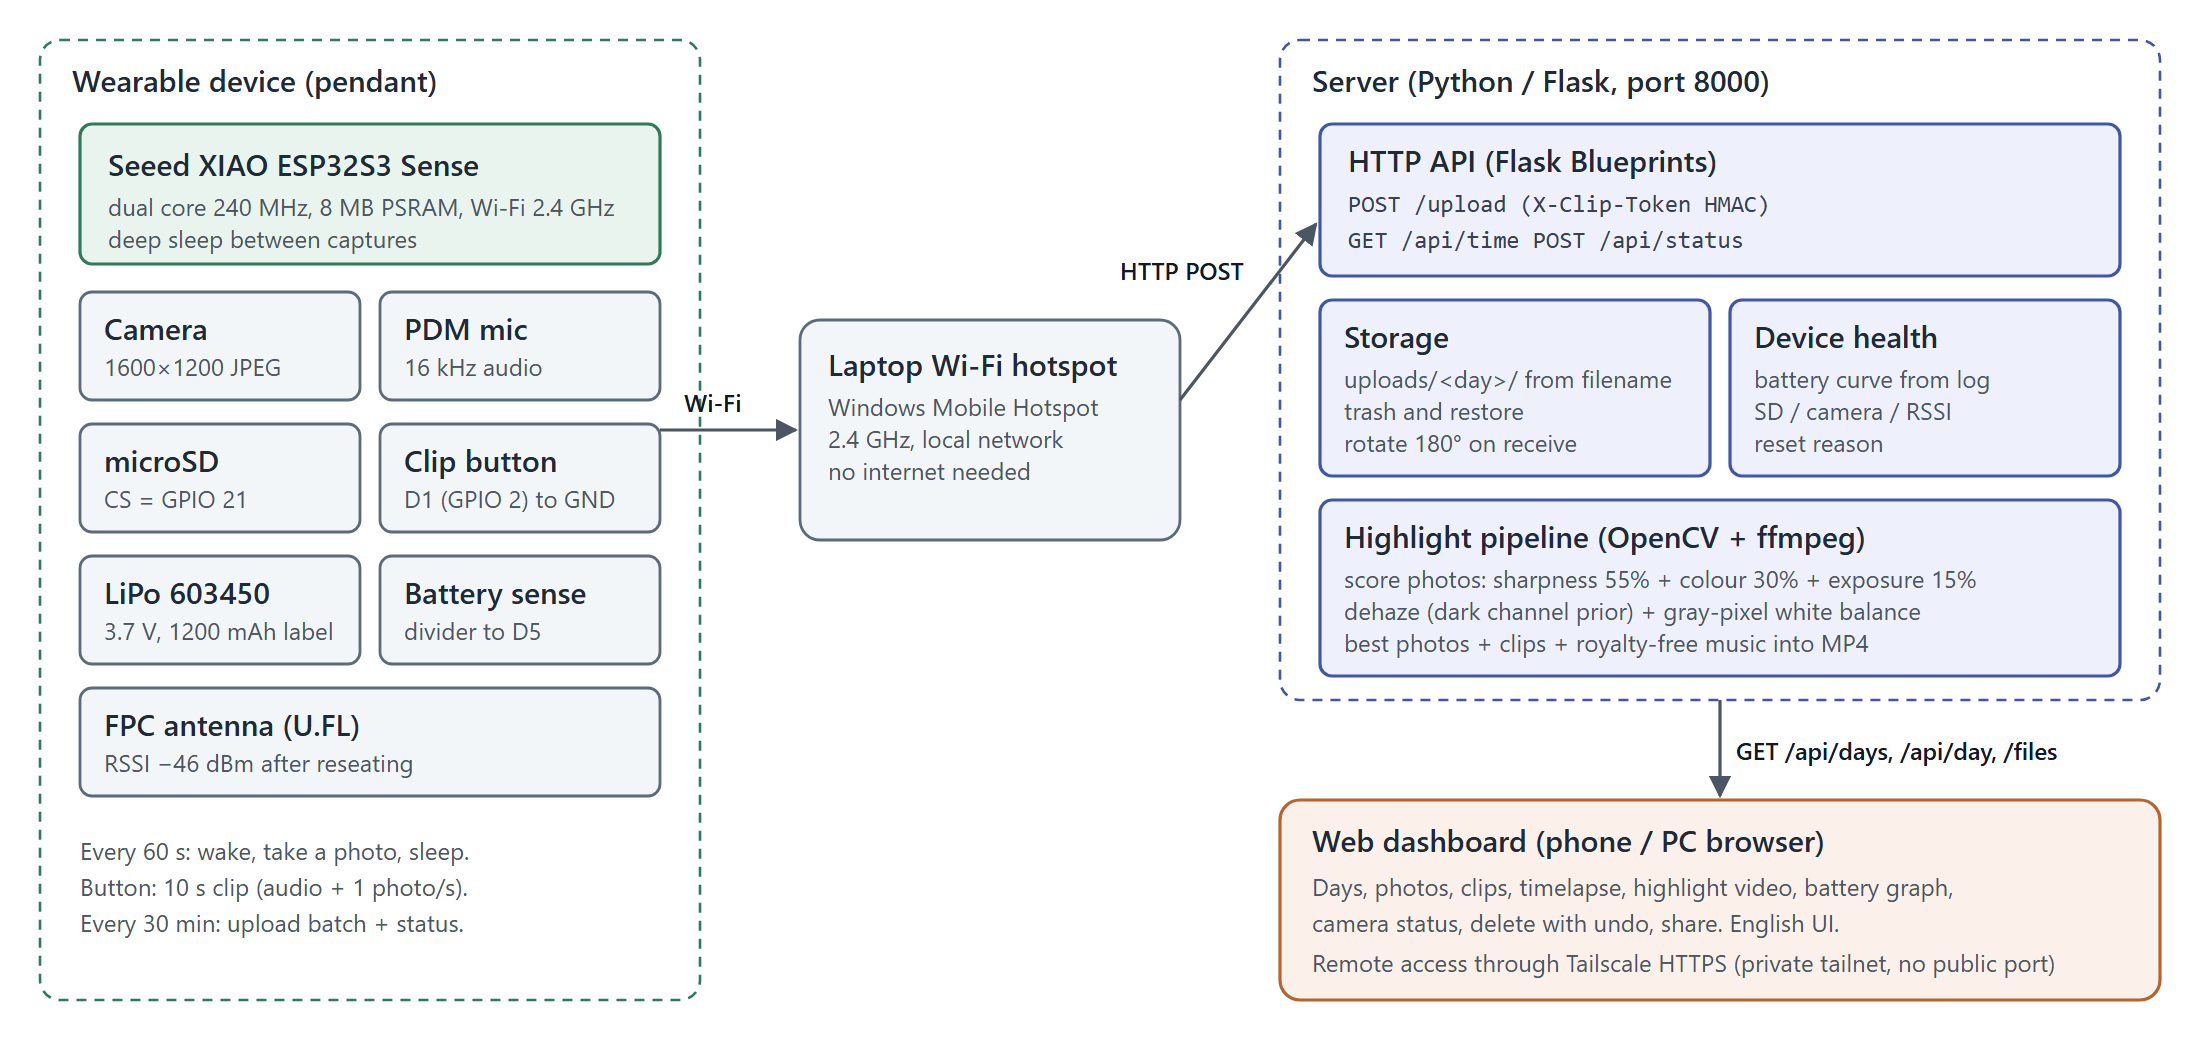 Wearable device (pendant)
Seeed XIAO ESP32S3 Sense
dual core 240 MHz, 8 MB PSRAM, Wi-Fi 2.4 GHz
deep sleep between captures
Camera
1600×1200 JPEG
PDM mic
16 kHz audio
microSD
CS = GPIO 21
Clip button
D1 (GPIO 2) to GND
LiPo 603450
3.7 V, 1200 mAh label
Battery sense
divider to D5
FPC antenna (U.FL)
RSSI −46 dBm after reseating
Every 60 s: wake, take a photo, sleep.
Button: 10 s clip (audio + 1 photo/s).
Every 30 min: upload batch + status.
Wi-Fi
Laptop Wi-Fi hotspot
Windows Mobile Hotspot
2.4 GHz, local network
no internet needed
HTTP POST
Server (Python / Flask, port 8000)
HTTP API (Flask Blueprints)
POST /upload (X-Clip-Token HMAC)
GET /api/time POST /api/status
Storage
uploads/<day>/ from filename
trash and restore
rotate 180° on receive
Device health
battery curve from log
SD / camera / RSSI
reset reason
Highlight pipeline (OpenCV + ffmpeg)
score photos: sharpness 55% + colour 30% + exposure 15%
dehaze (dark channel prior) + gray-pixel white balance
best photos + clips + royalty-free music into MP4
GET /api/days, /api/day, /files
Web dashboard (phone / PC browser)
Days, photos, clips, timelapse, highlight video, battery graph,
camera status, delete with undo, share. English UI.
Remote access through Tailscale HTTPS (private tailnet, no public port)